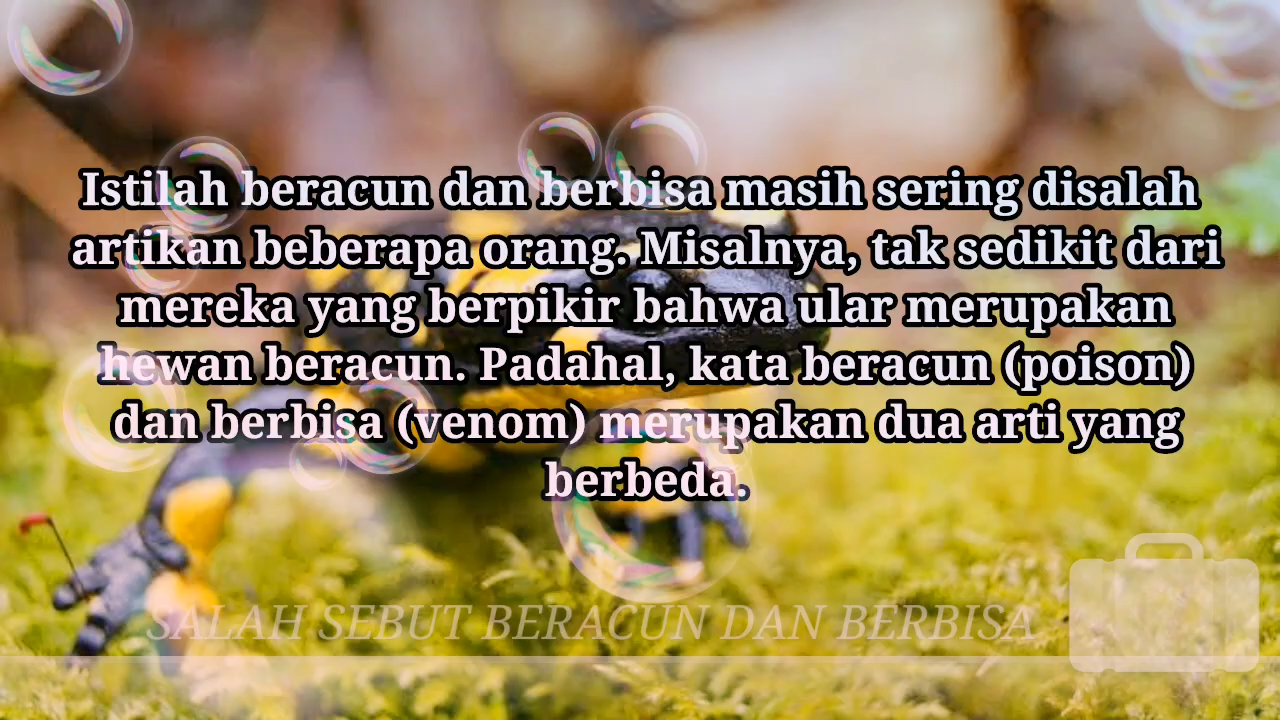 Istilah beracun dan berbisa masih sering disalah
artikan beberapa orang. Misalnya, tak sedikit dari
mereka yang berpikir bahwa ular merupakan
hewan beracun. Padahal, kata beracun (poison)
dan berbisa (venom) merupakan dua arti yang
berbeda.
SALAH SEBUT BERACUN DAN BERBISA